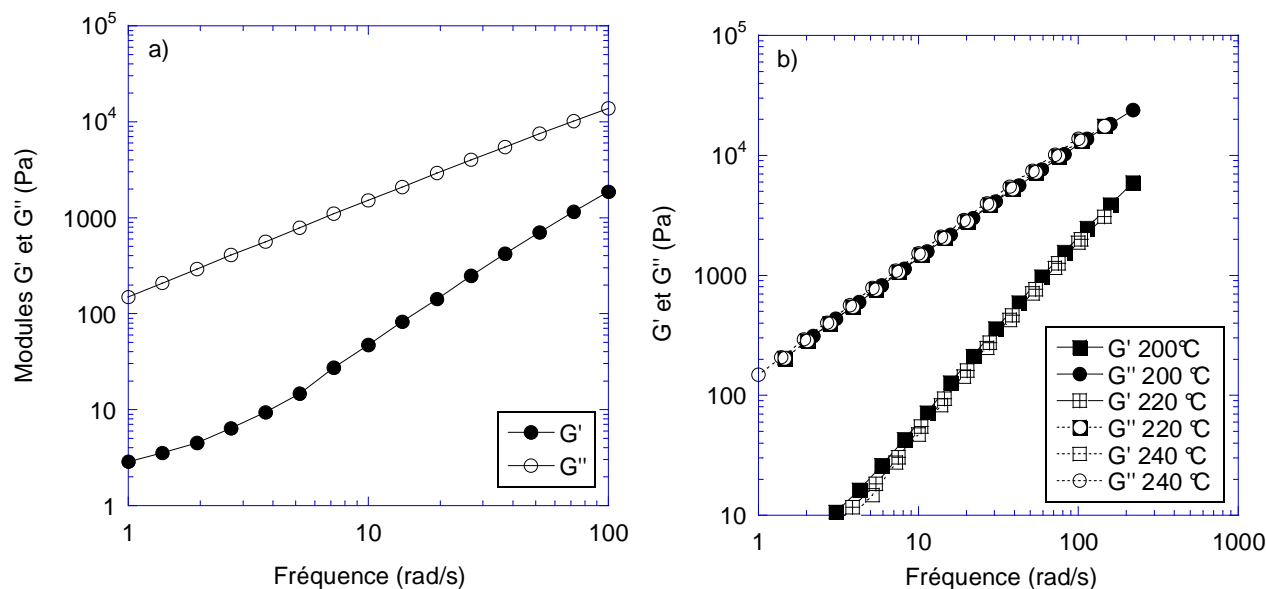 a)
Modules G' et G'' (Pa)
10^5
10^4
1000
100
10
1
1
10
100
Fréquence (rad/s)
G'
G''
b)
G' et G'' (Pa)
10^5
10^4
1000
100
10
1
10
100
1000
Fréquence (rad/s)
G' 200°C
G'' 200 °C
G' 220 °C
G'' 220 °C
G' 240 °C
G'' 240 °C